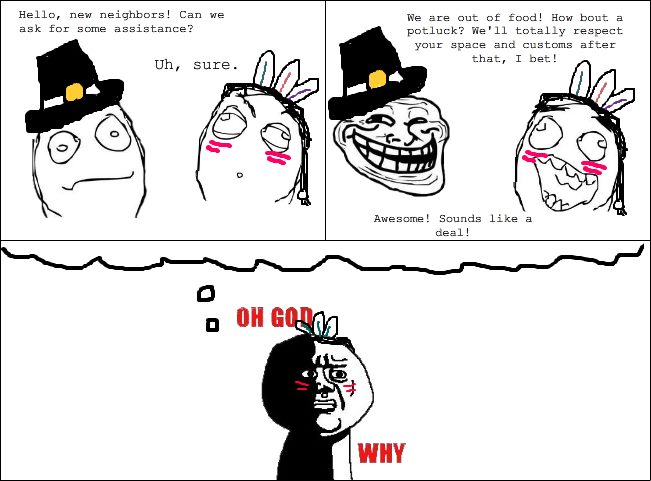 Hello, new neighbors! Can we
ask for some assistance?
Uh, sure.
We are out of food! How bout a
potluck? We'll totally respect
your space and customs after
that, I bet!
Awesome! Sounds like a
deal!
OH GOD
WHY